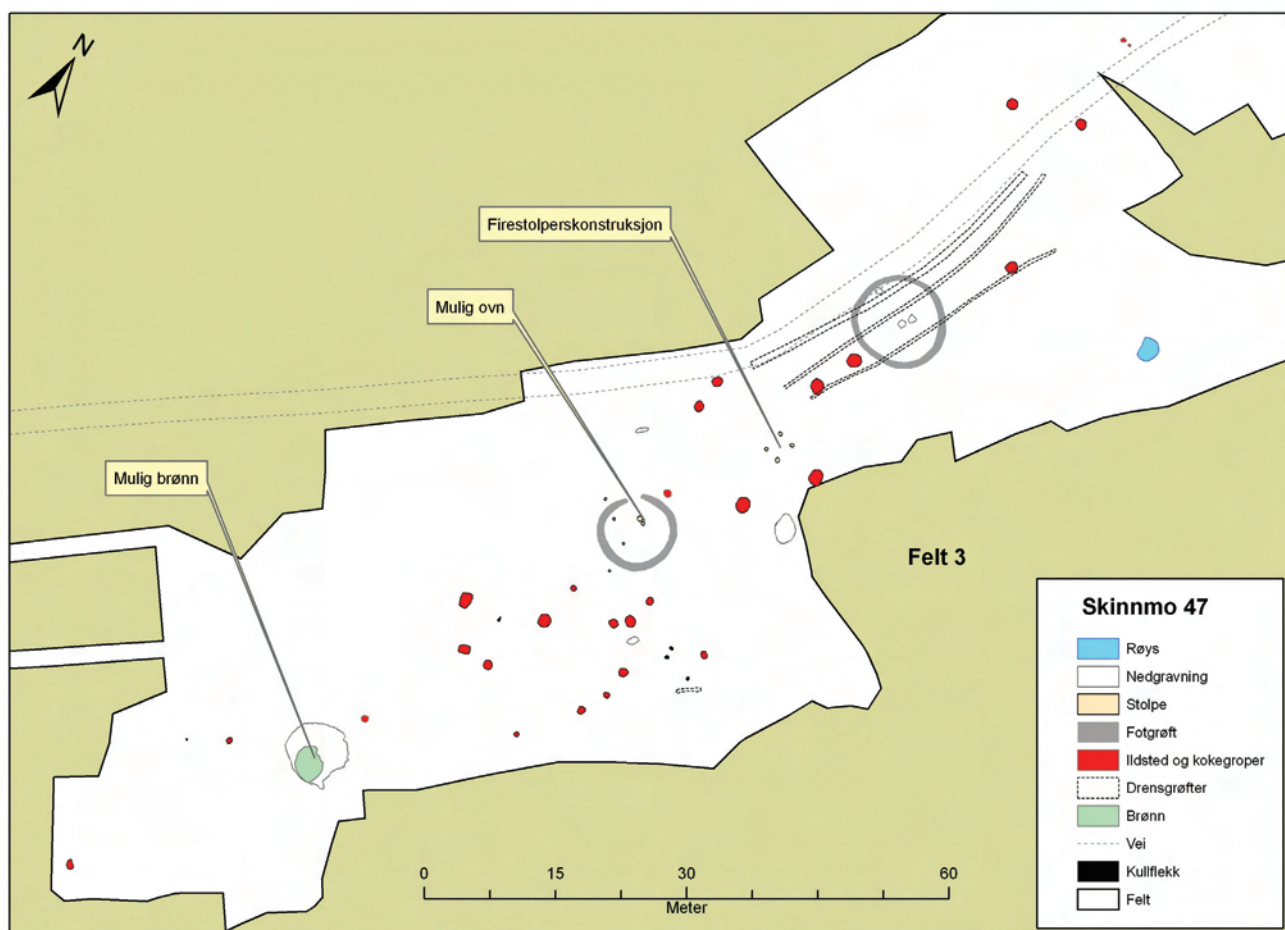 N
Firestolperskonstruksjon
Mulig ovn
Mulig brønn
Felt 3
Skinnmo 47
Røys
Nedgravning
Stolpe
Fotgrøft
Ildsted og kokegroper
Drensgrøfter
Brønn
Vei
Kullflekk
Felt
0 30 60
Meter